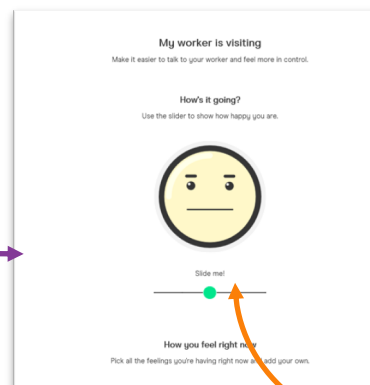 My worker is visiting
Make it easier to talk to your worker and feel more in control.
How's it going?
Use the slider to show how happy you are.
Slide me!
How you feel right now
Pick all the feelings you're having right now and add your own.